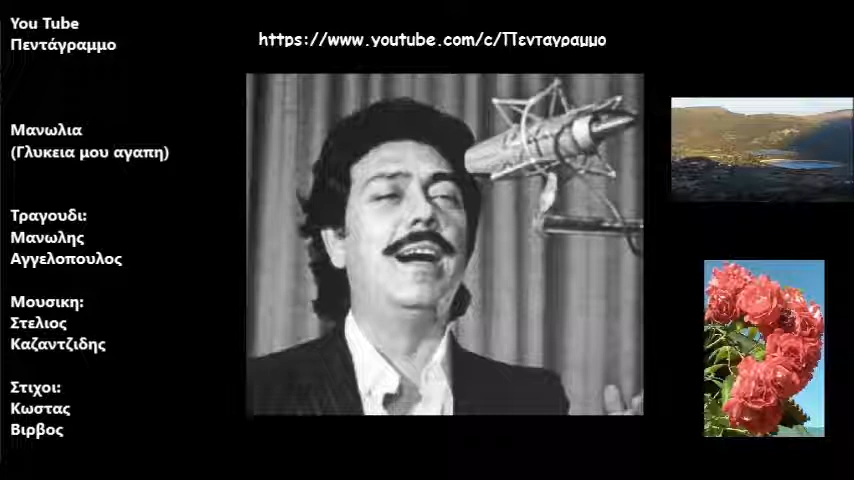 You Tube
Πεντάγραμμο
https://www.youtube.com/c/Πενταγραμμο
Μανωλια
(Γλυκεια μου αγαπη)
Τραγουδι:
Μανωλης
Αγγελοπουλος
Μουσικη:
Στελιος
Καζαντζιδης
Στιχοι:
Κωστας
Βιρβος